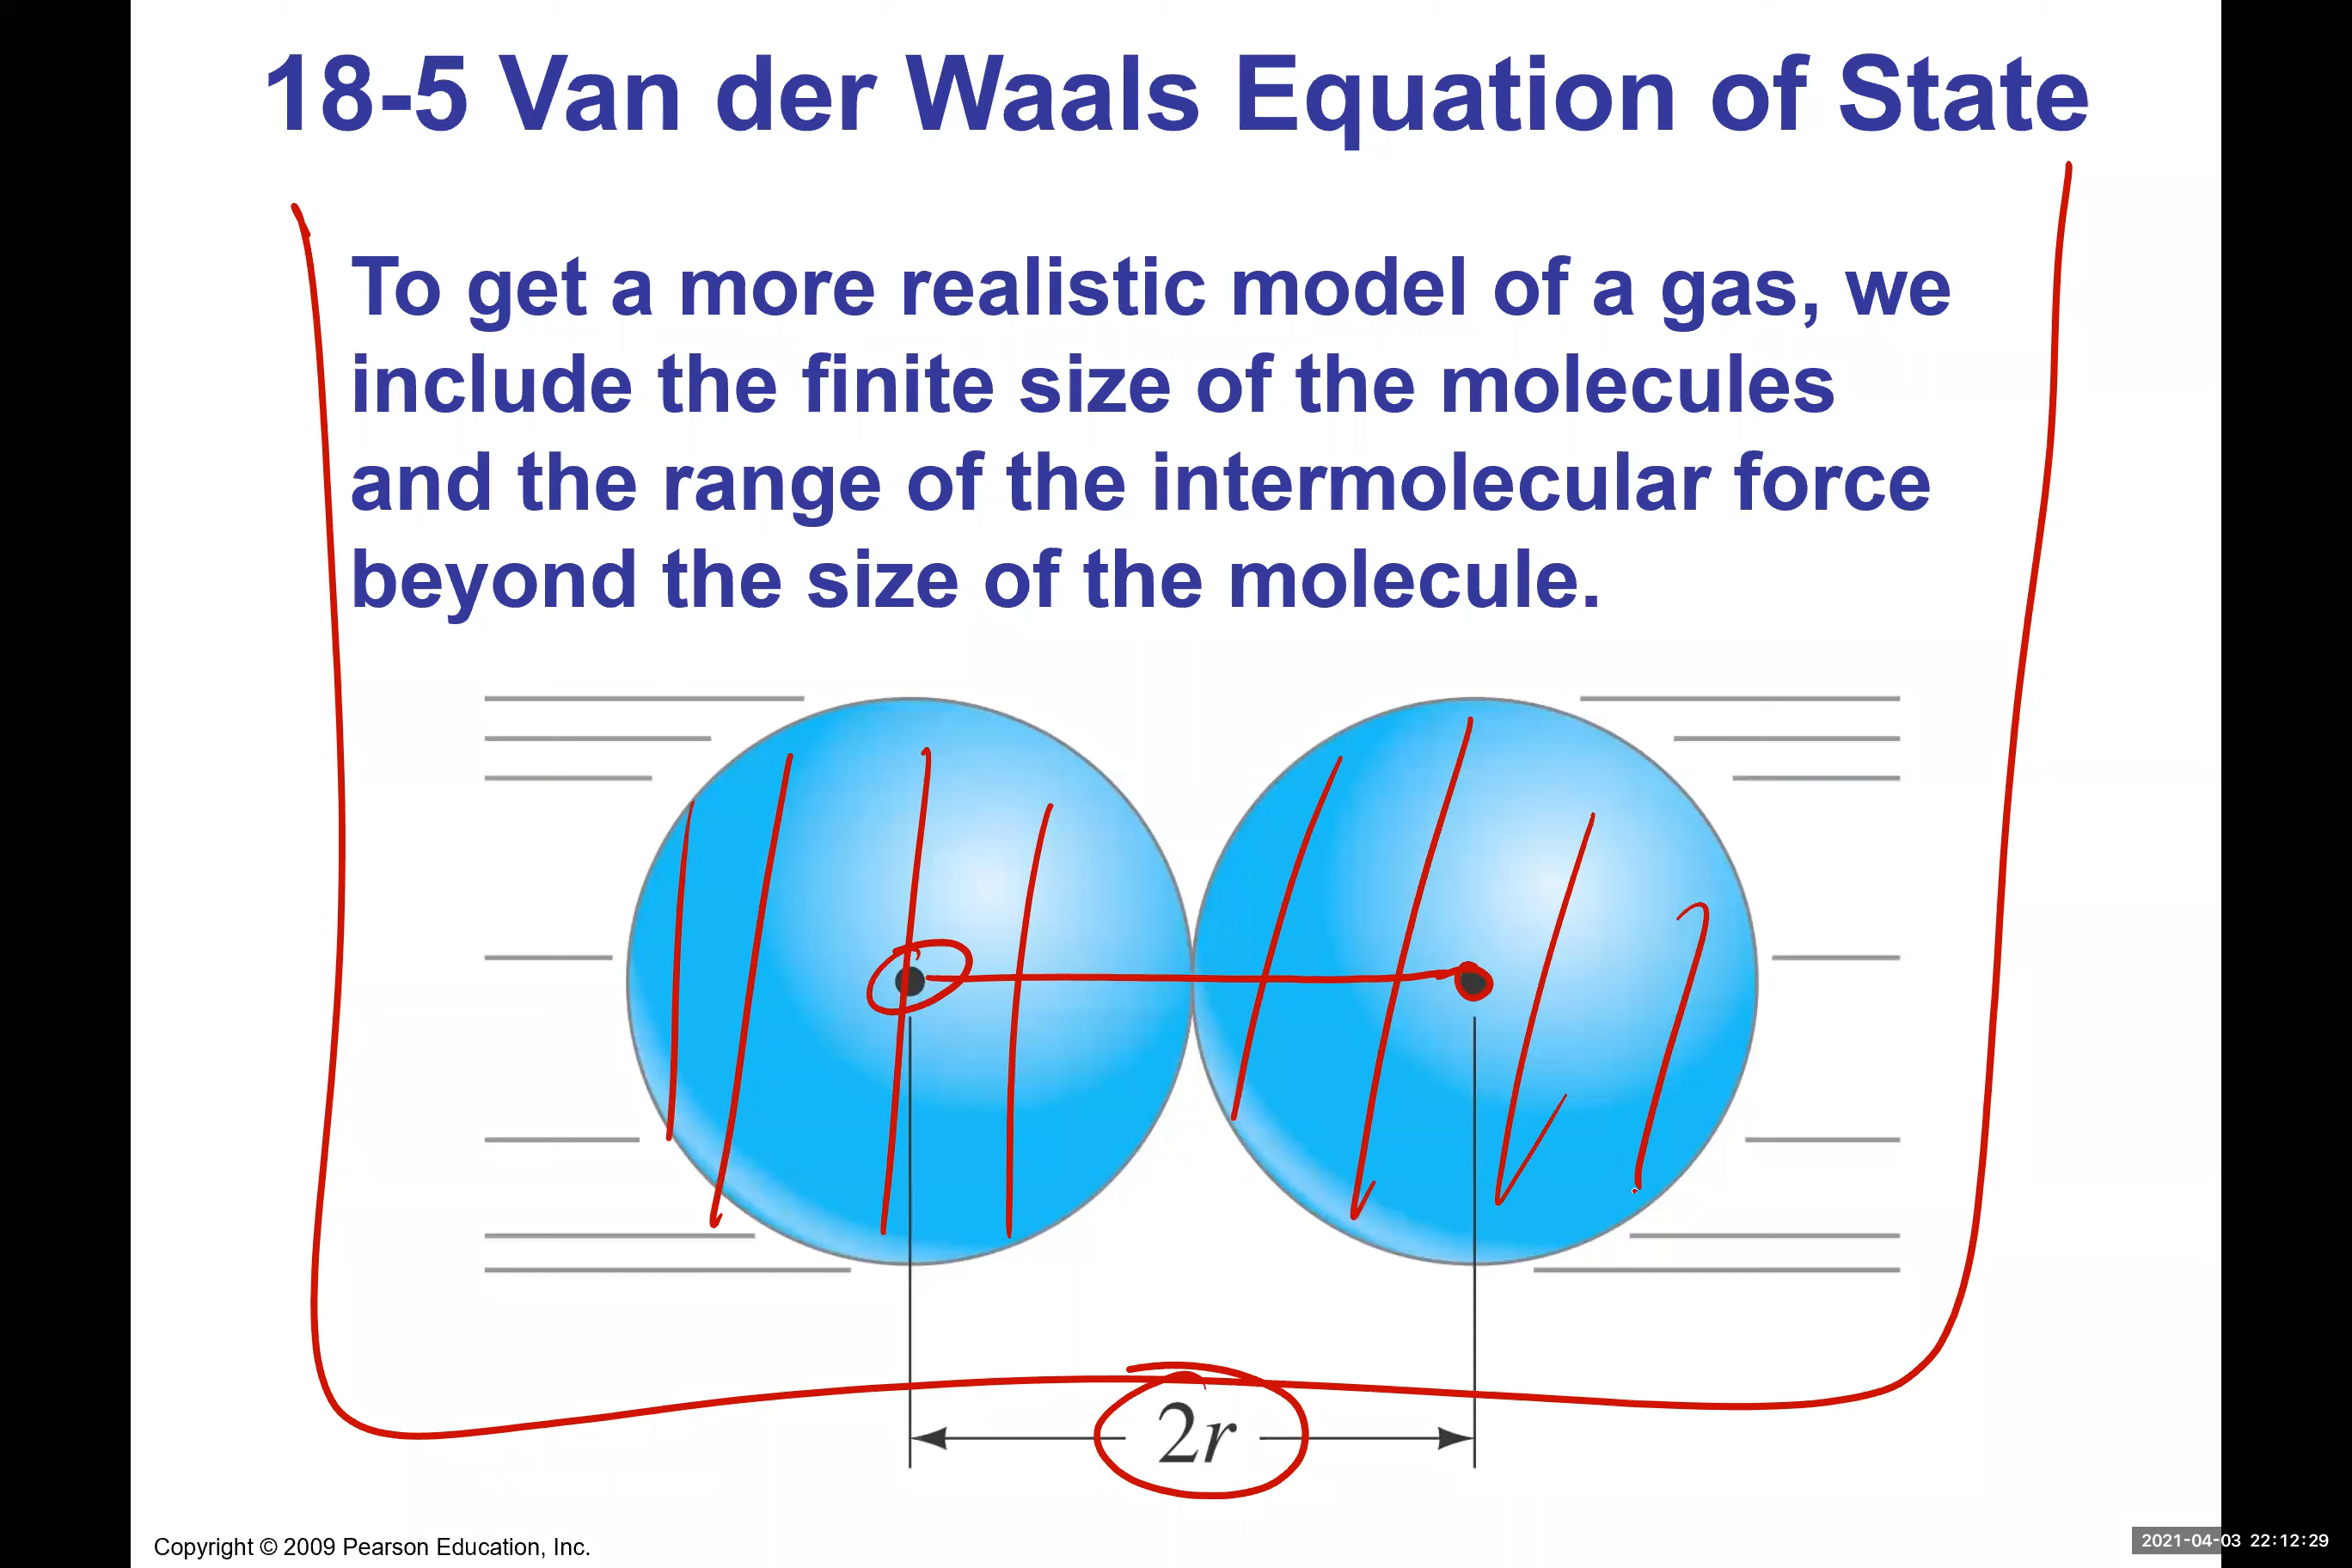 18-5 Van der Waals Equation of State
To get a more realistic model of a gas, we
include the finite size of the molecules
and the range of the intermolecular force
beyond the size of the molecule.
2r
Copyright © 2009 Pearson Education, Inc.
2021-04-03 22:12:29